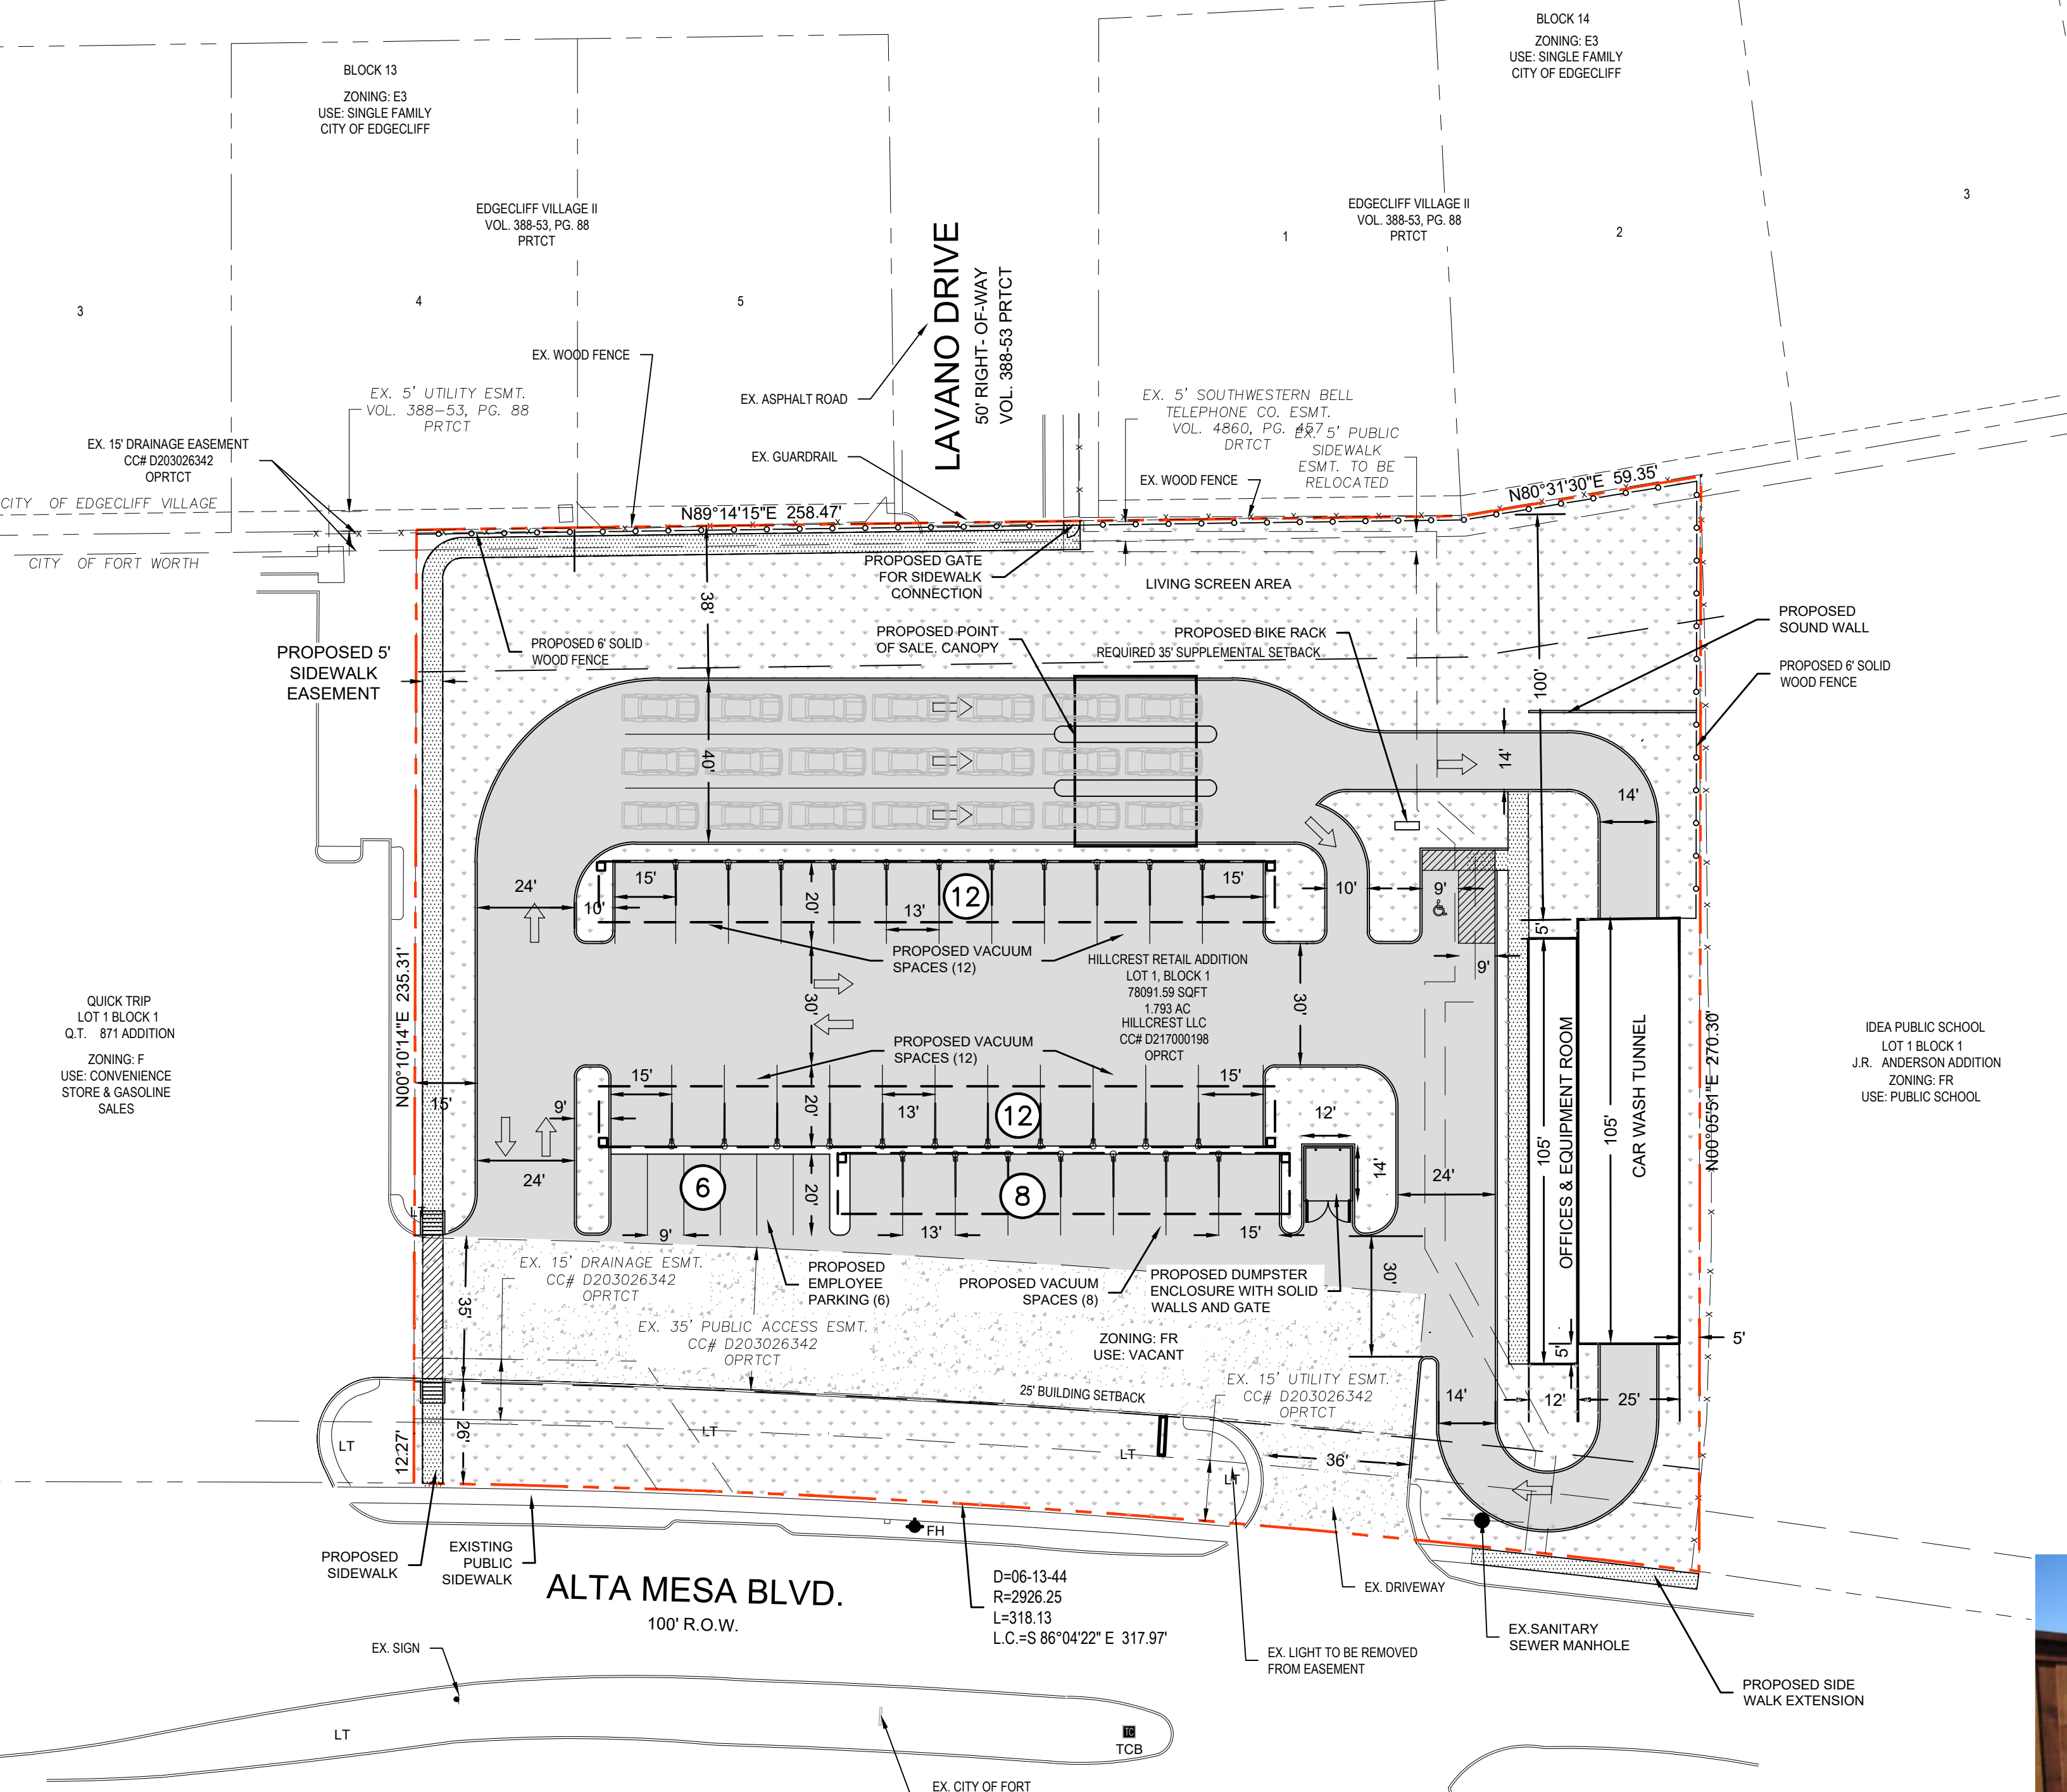 BLOCK 13
ZONING: E3
USE: SINGLE FAMILY
CITY OF EDGECLIFF
BLOCK 14
ZONING: E3
USE: SINGLE FAMILY
CITY OF EDGECLIFF
EDGECLIFF VILLAGE II
VOL. 388-53, PG. 88
PRTCT
EDGECLIFF VILLAGE II
VOL. 388-53, PG. 88
PRTCT
3
4
5
1
2
3
LAVANO DRIVE
50' RIGHT- OF-WAY
VOL. 388-53 PRTCT
EX. WOOD FENCE
EX. ASPHALT ROAD
EX. GUARDRAIL
EX. 5' UTILITY ESMT.
VOL. 388-53, PG. 88
PRTCT
EX. 15' DRAINAGE EASEMENT
CC# D203026342
OPRTCT
CITY OF EDGECLIFF VILLAGE
CITY OF FORT WORTH
EX. 5' SOUTHWESTERN BELL
TELEPHONE CO. ESMT.
VOL. 4860, PG. 457
DRTCT
EX. 5' PUBLIC
SIDEWALK
ESMT. TO BE
RELOCATED
EX. WOOD FENCE
N89°14'15"E 258.47'
N80°31'30"E 59.35'
PROPOSED GATE
FOR SIDEWALK
CONNECTION
LIVING SCREEN AREA
38'
PROPOSED 5'
SIDEWALK
EASEMENT
PROPOSED 6' SOLID
WOOD FENCE
PROPOSED POINT
OF SALE. CANOPY
PROPOSED BIKE RACK
REQUIRED 35' SUPPLEMENTAL SETBACK
100'
PROPOSED
SOUND WALL
PROPOSED 6' SOLID
WOOD FENCE
40'
14'
14'
24'
10'
15'
20'
13'
12
15'
10'
9'
9'
5'
PROPOSED VACUUM
SPACES (12)
HILLCREST RETAIL ADDITION
LOT 1, BLOCK 1
78091.59 SQFT
1.793 AC
HILLCREST LLC
CC# D217000198
OPRCT
30'
30'
PROPOSED VACUUM
SPACES (12)
N00°10'14"E 235.31'
QUICK TRIP
LOT 1 BLOCK 1
Q.T. 871 ADDITION
ZONING: F
USE: CONVENIENCE
STORE & GASOLINE
SALES
IDEA PUBLIC SCHOOL
LOT 1 BLOCK 1
J.R. ANDERSON ADDITION
ZONING: FR
USE: PUBLIC SCHOOL
N00°05'51"E 270.30'
105'
OFFICES & EQUIPMENT ROOM
105'
CAR WASH TUNNEL
15'
9'
15'
20'
13'
12
15'
12'
14'
24'
24'
6
20'
8
9'
13'
15'
LT
35'
EX. 15' DRAINAGE ESMT.
CC# D203026342
OPRTCT
PROPOSED
EMPLOYEE
PARKING (6)
PROPOSED VACUUM
SPACES (8)
PROPOSED DUMPSTER
ENCLOSURE WITH SOLID
WALLS AND GATE
30'
EX. 35' PUBLIC ACCESS ESMT.
CC# D203026342
OPRTCT
ZONING: FR
USE: VACANT
5'
5'
EX. 15' UTILITY ESMT.
CC# D203026342
OPRTCT
25' BUILDING SETBACK
14'
12'
25'
12.27'
26'
LT
LT
LT
LT
36'
FH
PROPOSED
SIDEWALK
EXISTING
PUBLIC
SIDEWALK
ALTA MESA BLVD.
100' R.O.W.
D=06-13-44
R=2926.25
L=318.13
L.C.=S 86°04'22" E 317.97'
EX. DRIVEWAY
EX. LIGHT TO BE REMOVED
FROM EASEMENT
EX.SANITARY
SEWER MANHOLE
PROPOSED SIDE
WALK EXTENSION
EX. SIGN
LT
TC
TCB
EX. CITY OF FORT